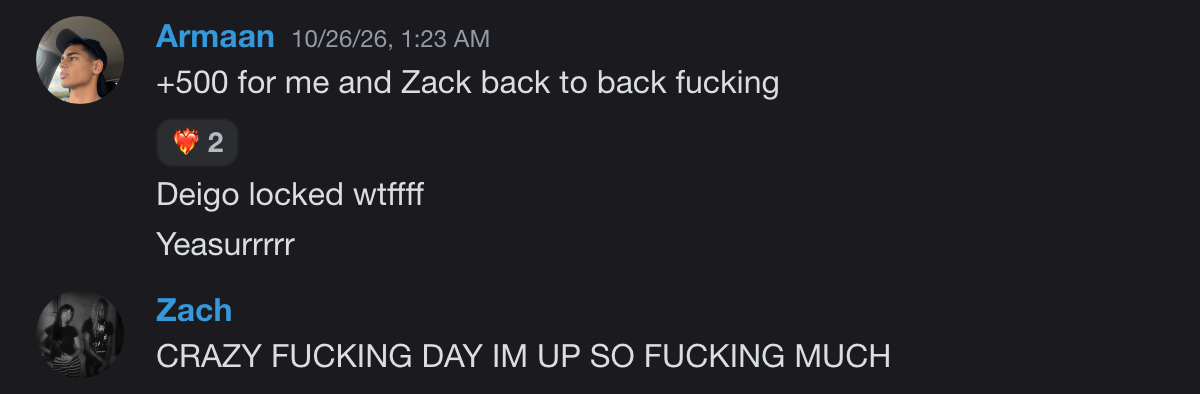 Armaan 10/26/26, 1:23 AM
+500 for me and Zack back to back fucking
❤️‍🔥 2
Deigo locked wtffff
Yeasurrrrr
Zach
CRAZY FUCKING DAY IM UP SO FUCKING MUCH